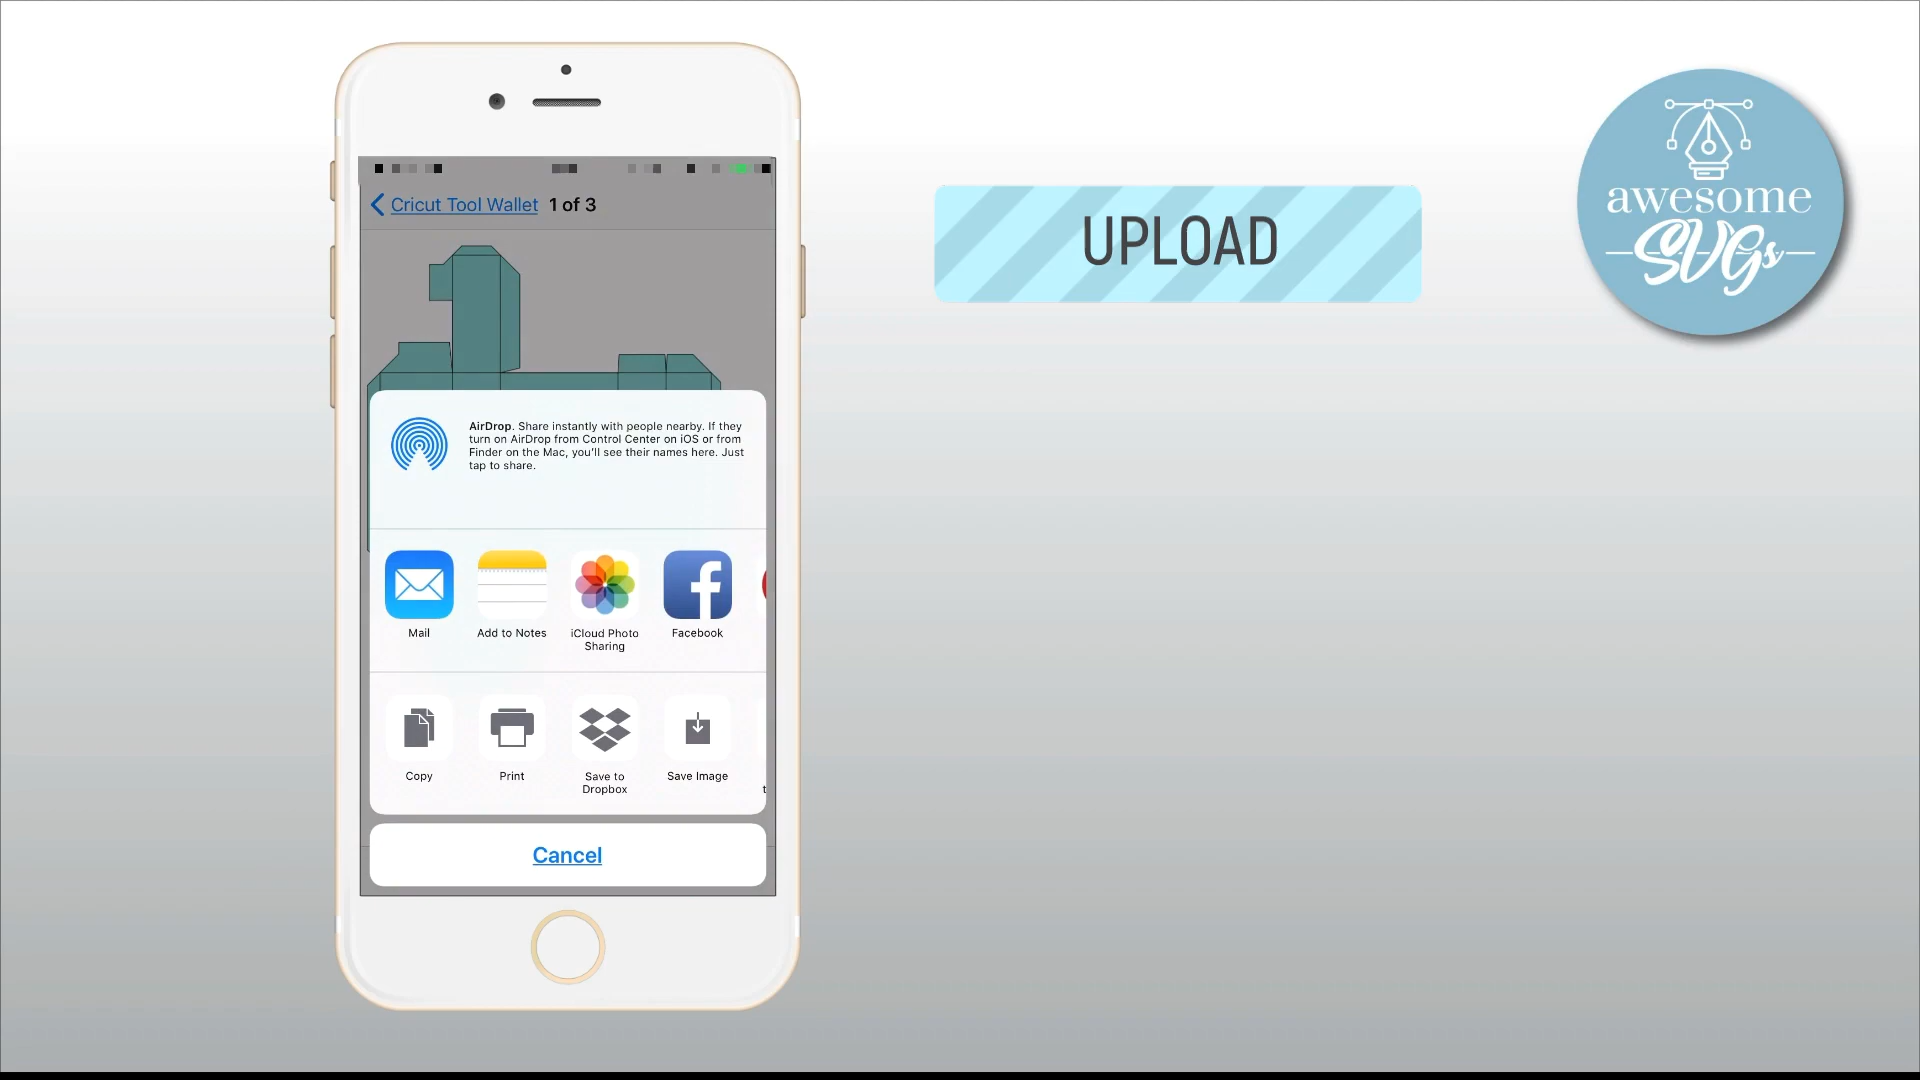 Cricut Tool Wallet 1 of 3
AirDrop. Share instantly with people nearby. If they
turn on AirDrop from Control Center on iOS or from
Finder on the Mac, you'll see their names here. Just
tap to share.
Mail
Add to Notes
iCloud Photo
Sharing
Facebook
Copy
Print
Save to
Dropbox
Save Image
t
Cancel
UPLOAD
awesome
SVGs